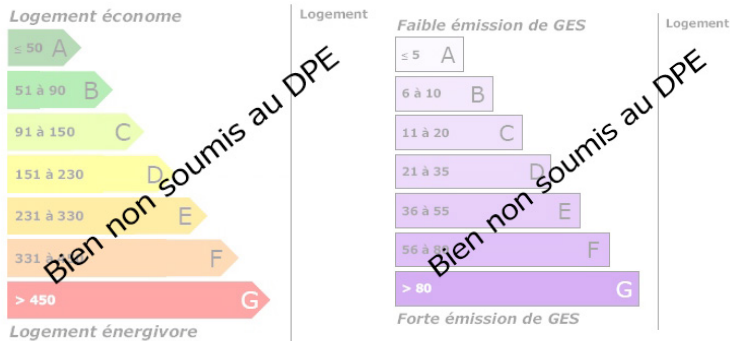 Logement économe
Logement
≤ 50 A
51 à 90 B
91 à 150 C
151 à 230 D
231 à 330 E
331 à F
> 450 G
Logement énergivore
Bien non soumis au DPE
Faible émission de GES
Logement
≤ 5 A
6 à 10 B
11 à 20 C
21 à 35 D
36 à 55 E
56 à 80 F
> 80 G
Forte émission de GES
Bien non soumis au DPE